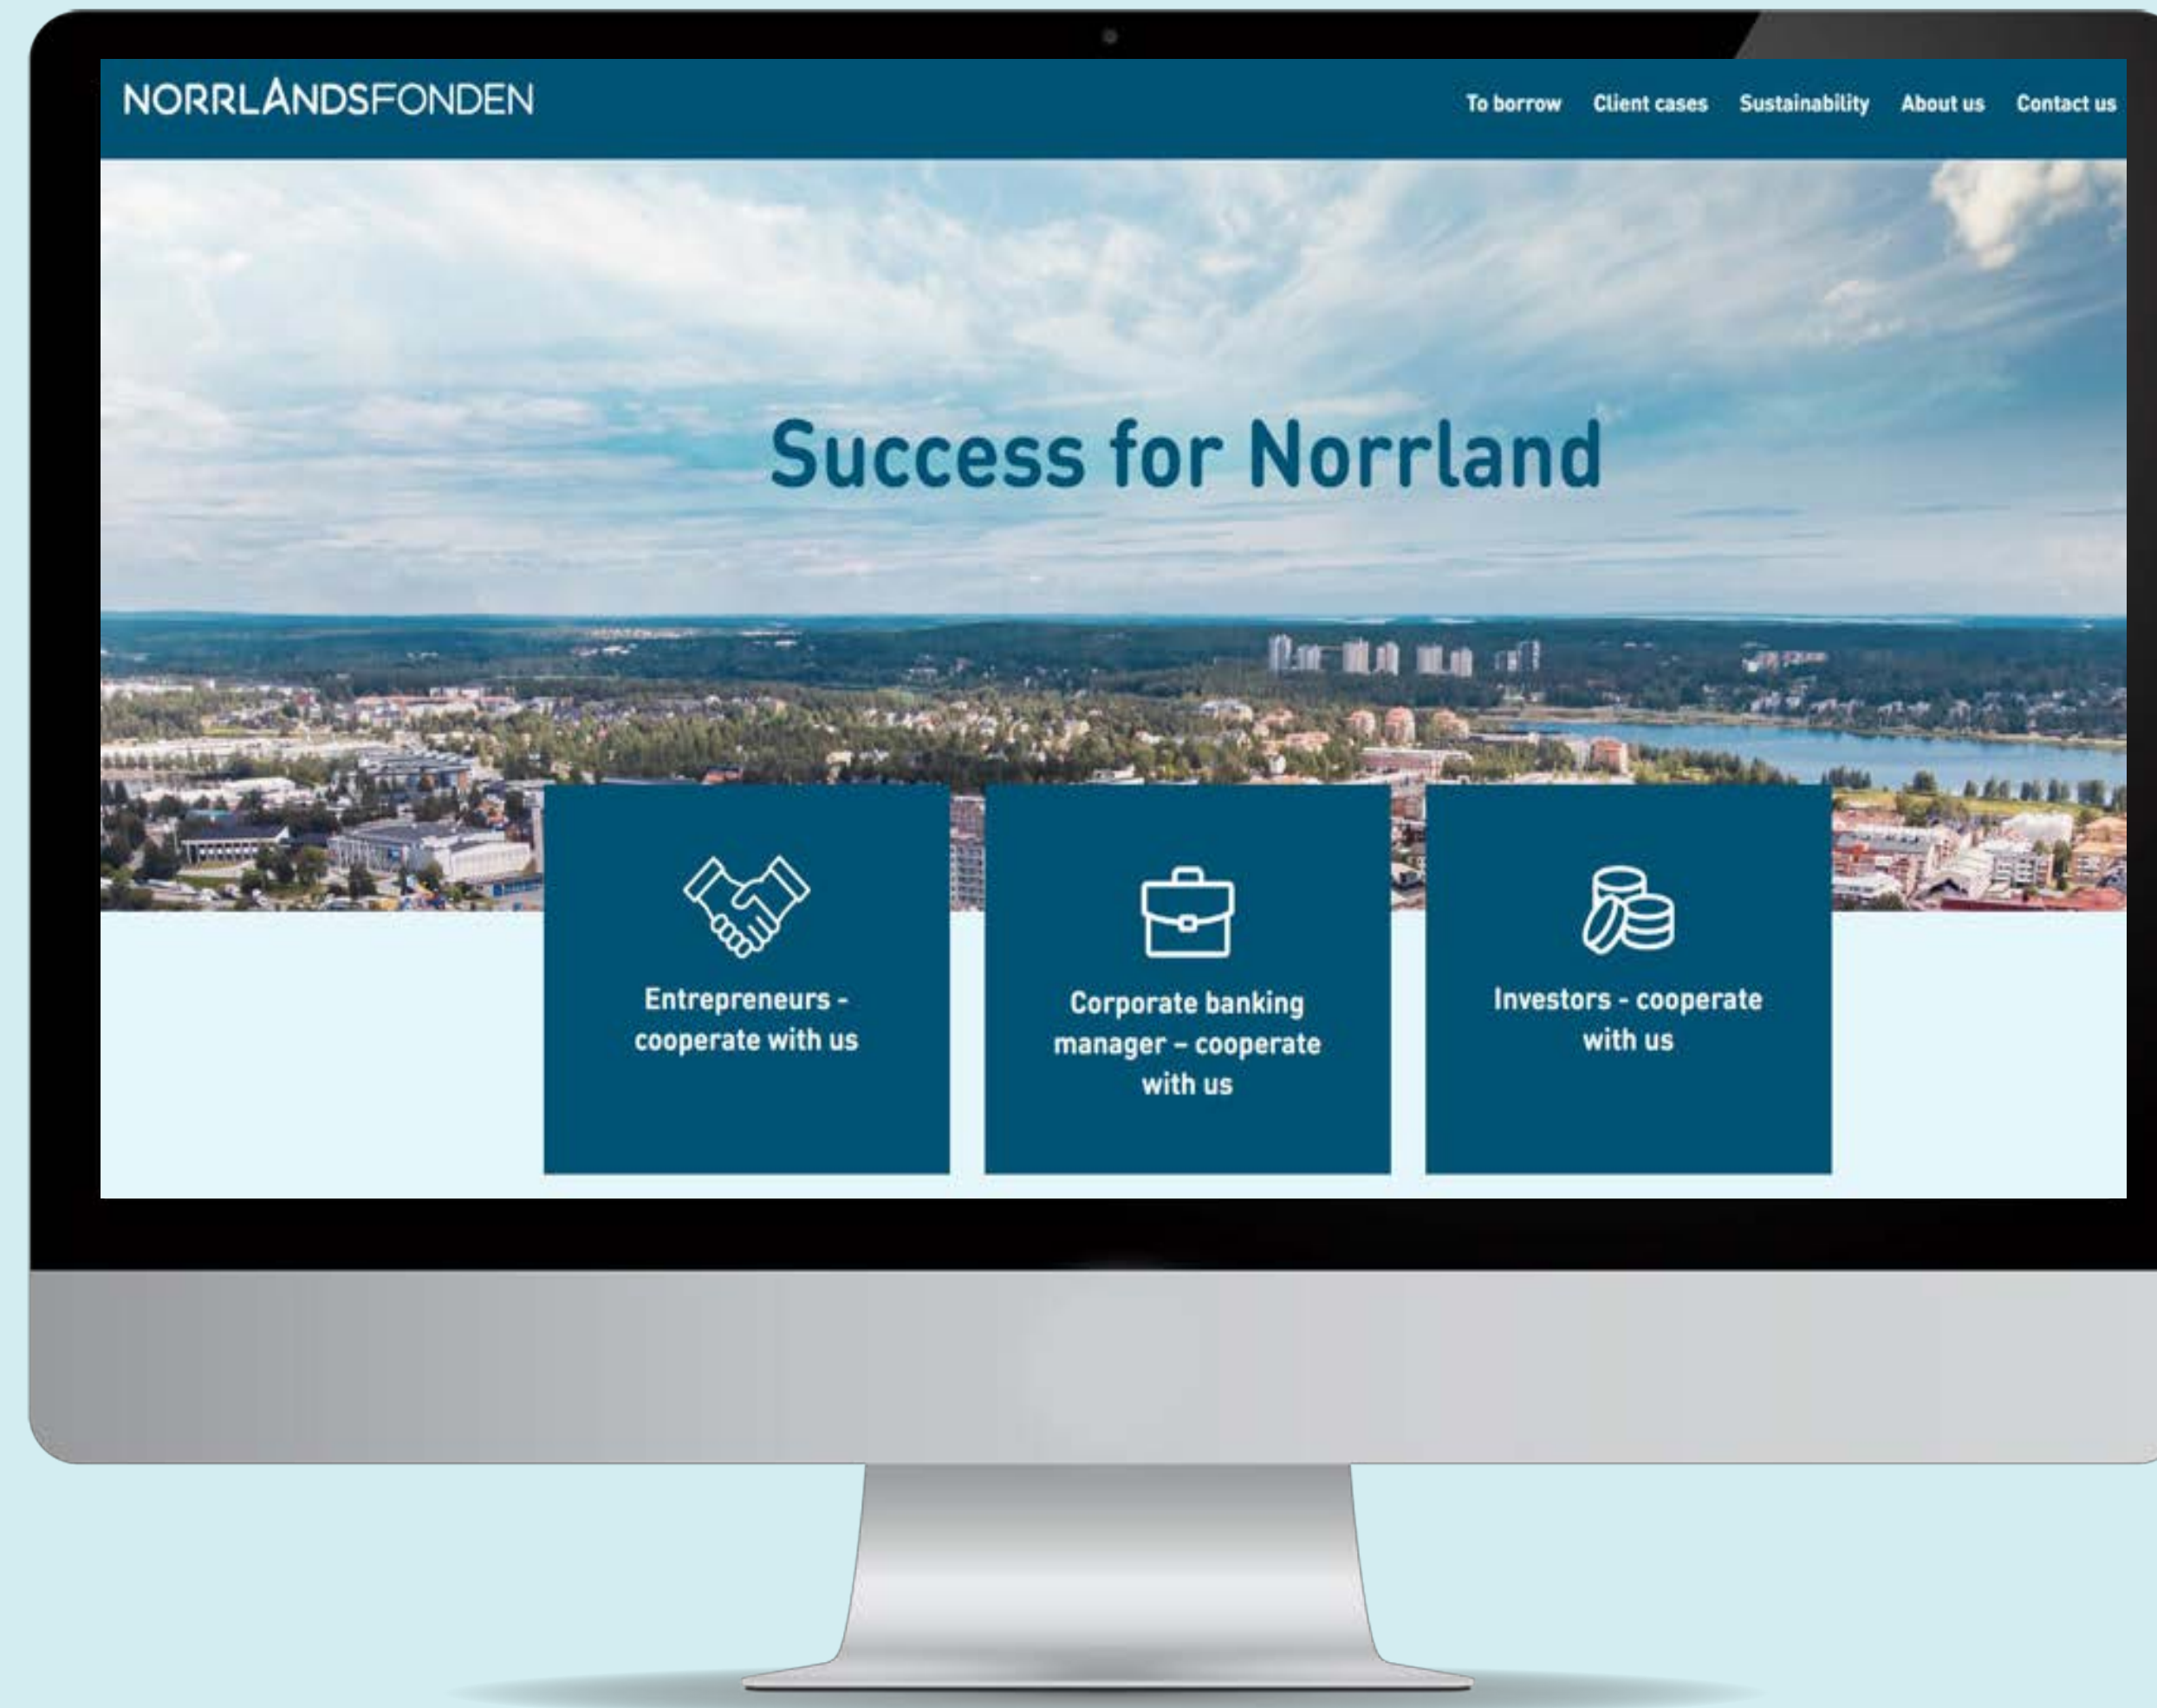 NORRLANDSFONDEN
To borrow Client cases Sustainability About us Contact us
Success for Norrland
Entrepreneurs -
cooperate with us
Corporate banking
manager – cooperate
with us
Investors - cooperate
with us